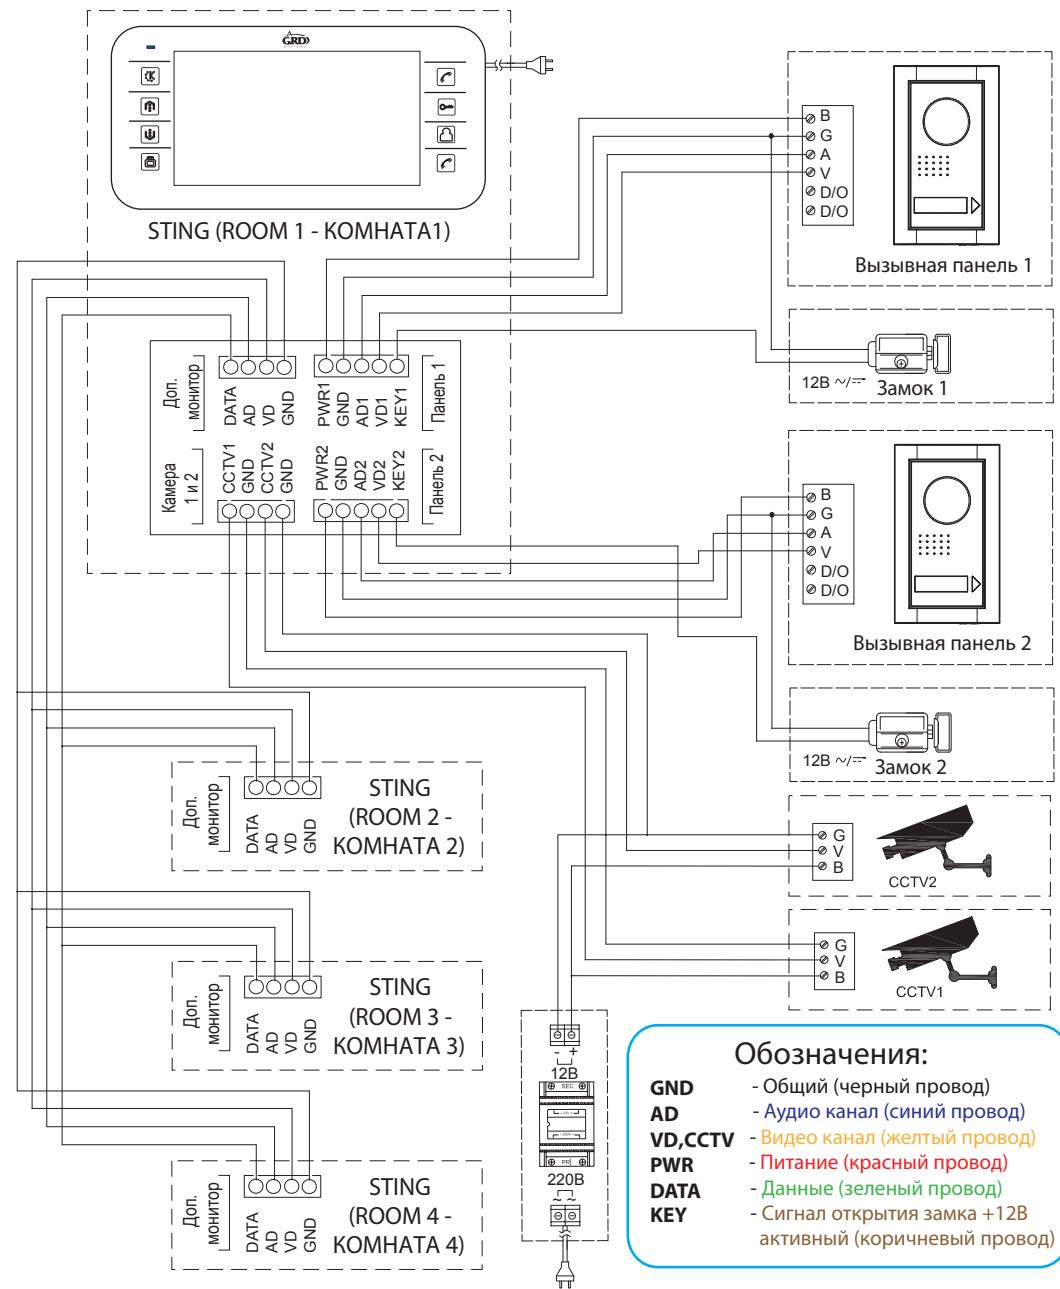 GRD
SYSTEMS
STING (ROOM 1 - КОМНАТА1)
Доп.
монитор
DATA
AD
VD
GND
PWR1
GND
AD1
VD1
KEY1
Панель 1
Камера
1 и 2
CCTV1
GND
CCTV2
GND
PWR2
GND
AD2
VD2
KEY2
Панель 2
B
G
A
V
D/O
D/O
Вызывная панель 1
12В ~/
Замок 1
B
G
A
V
D/O
D/O
Вызывная панель 2
12В ~/
Замок 2
Доп.
монитор
DATA
AD
VD
GND
STING
(ROOM 2 -
КОМНАТА 2)
G
V
B
CCTV2
G
V
B
CCTV1
Доп.
монитор
DATA
AD
VD
GND
STING
(ROOM 3 -
КОМНАТА 3)
Доп.
монитор
DATA
AD
VD
GND
STING
(ROOM 4 -
КОМНАТА 4)
- +
12В
SEC
PRI
220В
~ ~
Обозначения:
GND - Общий (черный провод)
AD - Аудио канал (синий провод)
VD,CCTV - Видео канал (желтый провод)
PWR - Питание (красный провод)
DATA - Данные (зеленый провод)
KEY - Сигнал открытия замка +12В
активный (коричневый провод)